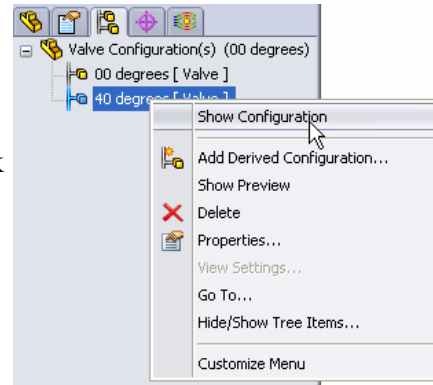 Valve Configuration(s) (00 degrees)
00 degrees [ Valve ]
40 degrees [ Valve ]
Show Configuration
k
Add Derived Configuration...
Show Preview
Delete
Properties...
View Settings...
Go To...
Hide/Show Tree Items...
Customize Menu